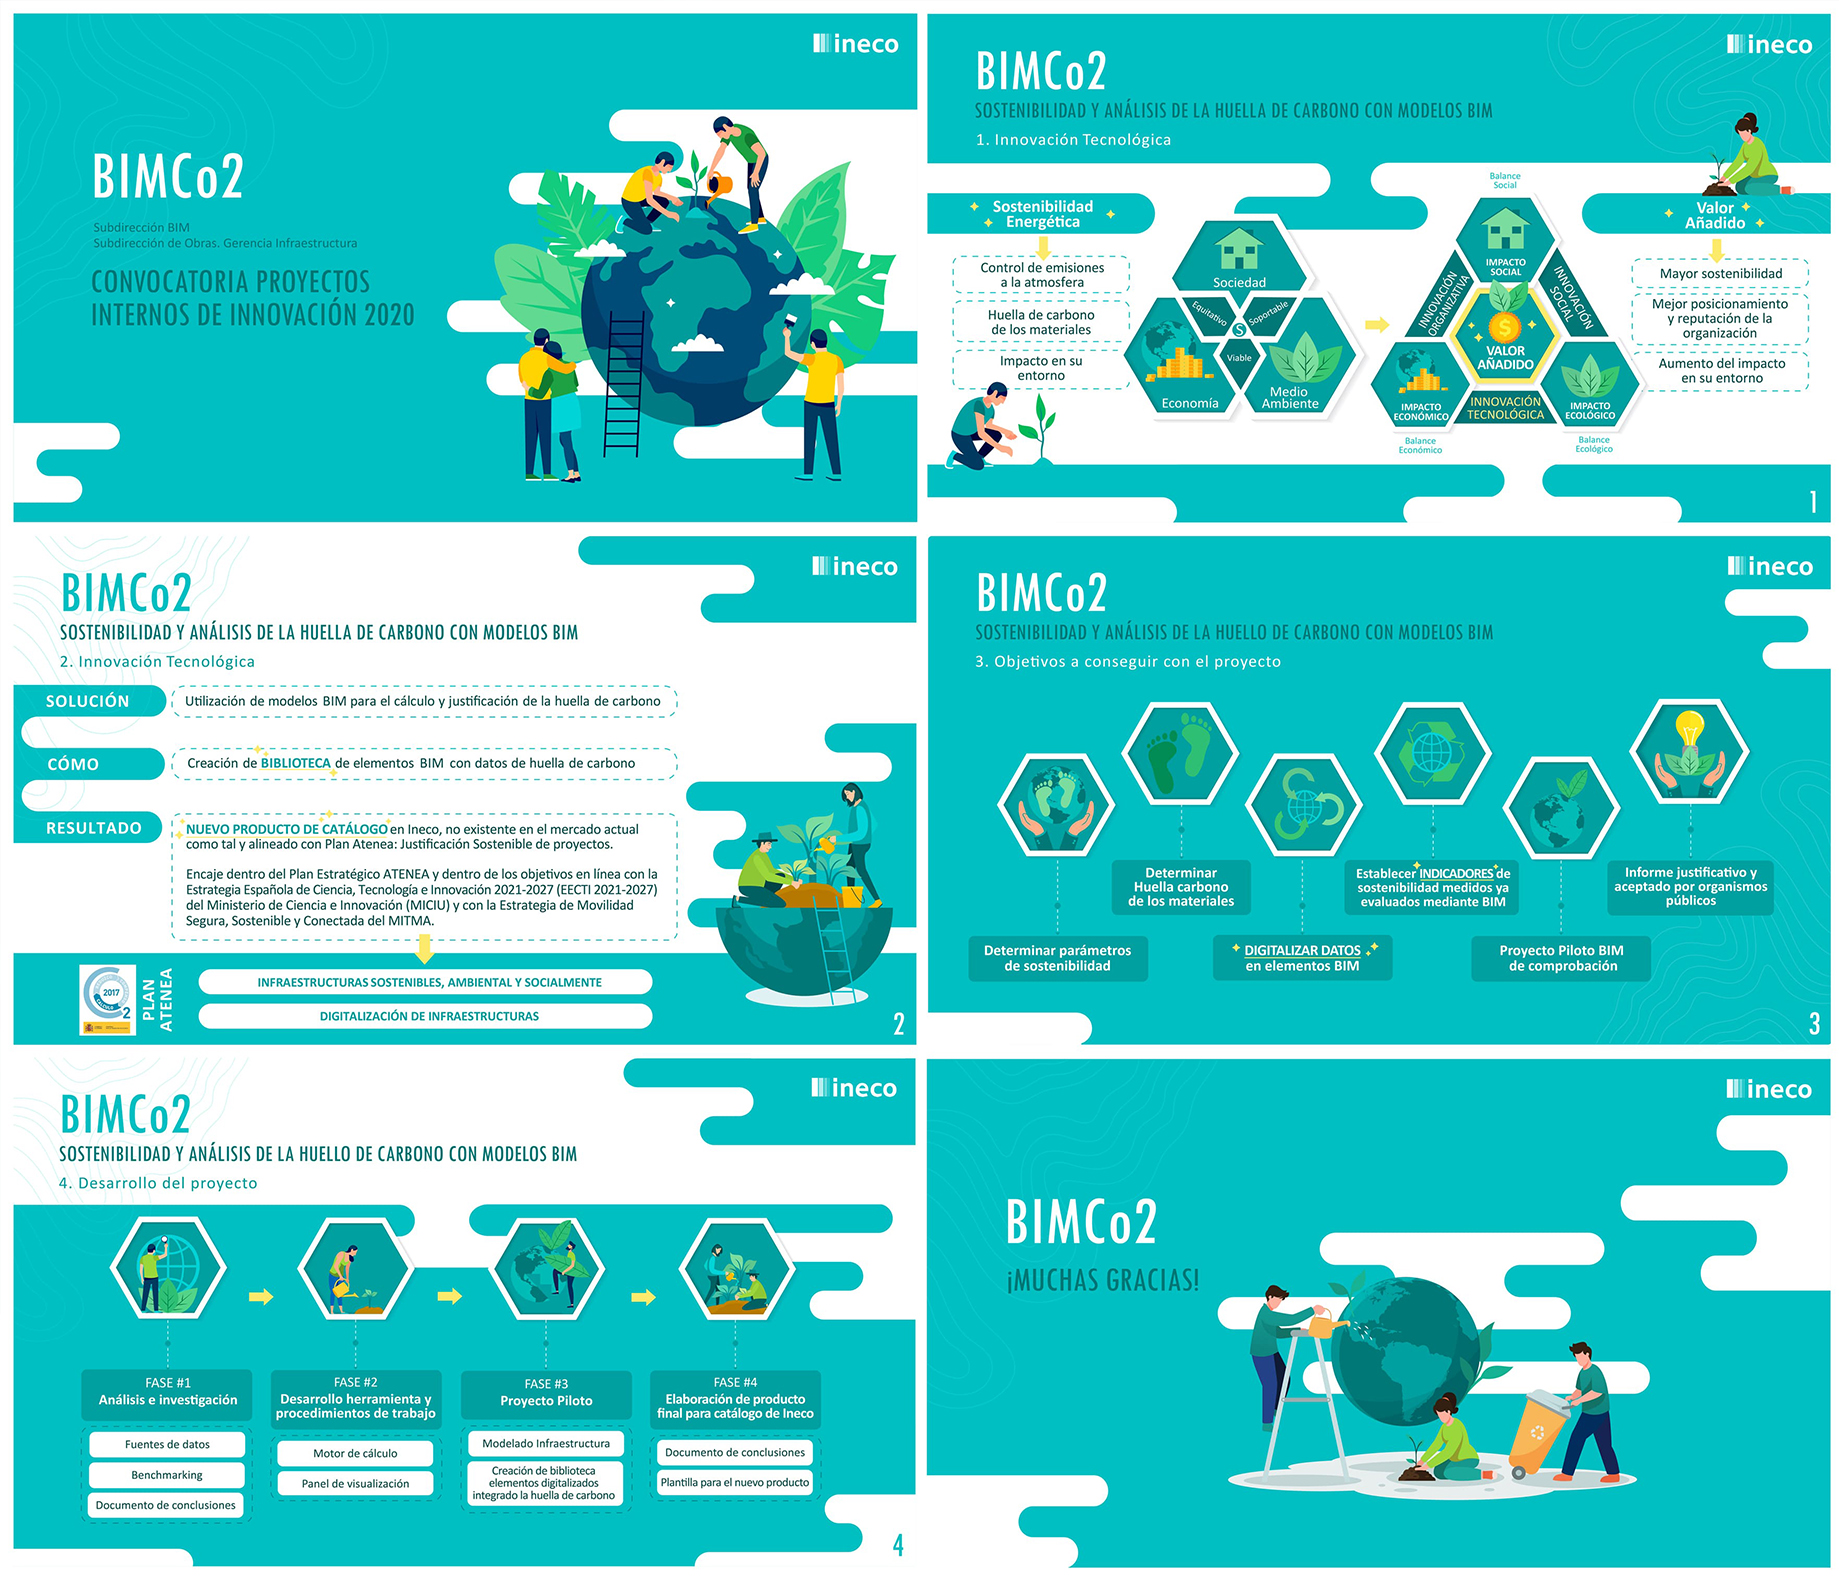 ineco
BIMCo2
Subdirección BIM
Subdirección de Obras. Gerencia Infraestructura
CONVOCATORIA PROYECTOS
INTERNOS DE INNOVACIÓN 2020
ineco
BIMCo2
SOSTENIBILIDAD Y ANÁLISIS DE LA HUELLA DE CARBONO CON MODELOS BIM
1. Innovación Tecnológica
Sostenibilidad
Energética
Control de emisiones
a la atmosfera
Huella de carbono
de los materiales
Impacto en su
entorno
Sociedad
Equitativo
Soportable
S
Viable
Economía
Medio
Ambiente
Balance
Social
IMPACTO
SOCIAL
INNOVACIÓN
ORGANIZATIVA
INNOVACIÓN
SOCIAL
$
VALOR
AÑADIDO
IMPACTO
ECONÓMICO
INNOVACIÓN
TECNOLÓGICA
IMPACTO
ECOLÓGICO
Balance
Económico
Balance
Ecológico
Valor
Añadido
Mayor sostenibilidad
Mejor posicionamiento
y reputación de la
organización
Aumento del impacto
en su entorno
1
ineco
BIMCo2
SOSTENIBILIDAD Y ANÁLISIS DE LA HUELLA DE CARBONO CON MODELOS BIM
2. Innovación Tecnológica
SOLUCIÓN
Utilización de modelos BIM para el cálculo y justificación de la huella de carbono
CÓMO
Creación de BIBLIOTECA de elementos BIM con datos de huella de carbono
RESULTADO
NUEVO PRODUCTO DE CATÁLOGO en Ineco, no existente en el mercado actual
como tal y alineado con Plan Atenea: Justificación Sostenible de proyectos.
Encaje dentro del Plan Estratégico ATENEA y dentro de los objetivos en línea con la
Estrategia Española de Ciencia, Tecnología e Innovación 2021-2027 (EECTI 2021-2027)
del Ministerio de Ciencia e Innovación (MICIU) y con la Estrategia de Movilidad
Segura, Sostenible y Conectada del MITMA.
2017
2
PLAN
ATENEA
INFRAESTRUCTURAS SOSTENIBLES, AMBIENTAL Y SOCIALMENTE
DIGITALIZACIÓN DE INFRAESTRUCTURAS
2
ineco
BIMCo2
SOSTENIBILIDAD Y ANÁLISIS DE LA HUELLO DE CARBONO CON MODELOS BIM
3. Objetivos a conseguir con el proyecto
Determinar parámetros
de sostenibilidad
Determinar
Huella carbono
de los materiales
DIGITALIZAR DATOS
en elementos BIM
Establecer INDICADORES de
sostenibilidad medidos ya
evaluados mediante BIM
Proyecto Piloto BIM
de comprobación
Informe justificativo y
aceptado por organismos
públicos
3
ineco
BIMCo2
SOSTENIBILIDAD Y ANÁLISIS DE LA HUELLO DE CARBONO CON MODELOS BIM
4. Desarrollo del proyecto
FASE #1
Análisis e investigación
Fuentes de datos
Benchmarking
Documento de conclusiones
FASE #2
Desarrollo herramienta y
procedimientos de trabajo
Motor de cálculo
Panel de visualización
FASE #3
Proyecto Piloto
Modelado Infraestructura
Creación de biblioteca
elementos digitalizados
integrado la huella de carbono
FASE #4
Elaboración de producto
final para catálogo de Ineco
Documento de conclusiones
Plantilla para el nuevo producto
4
ineco
BIMCo2
¡MUCHAS GRACIAS!